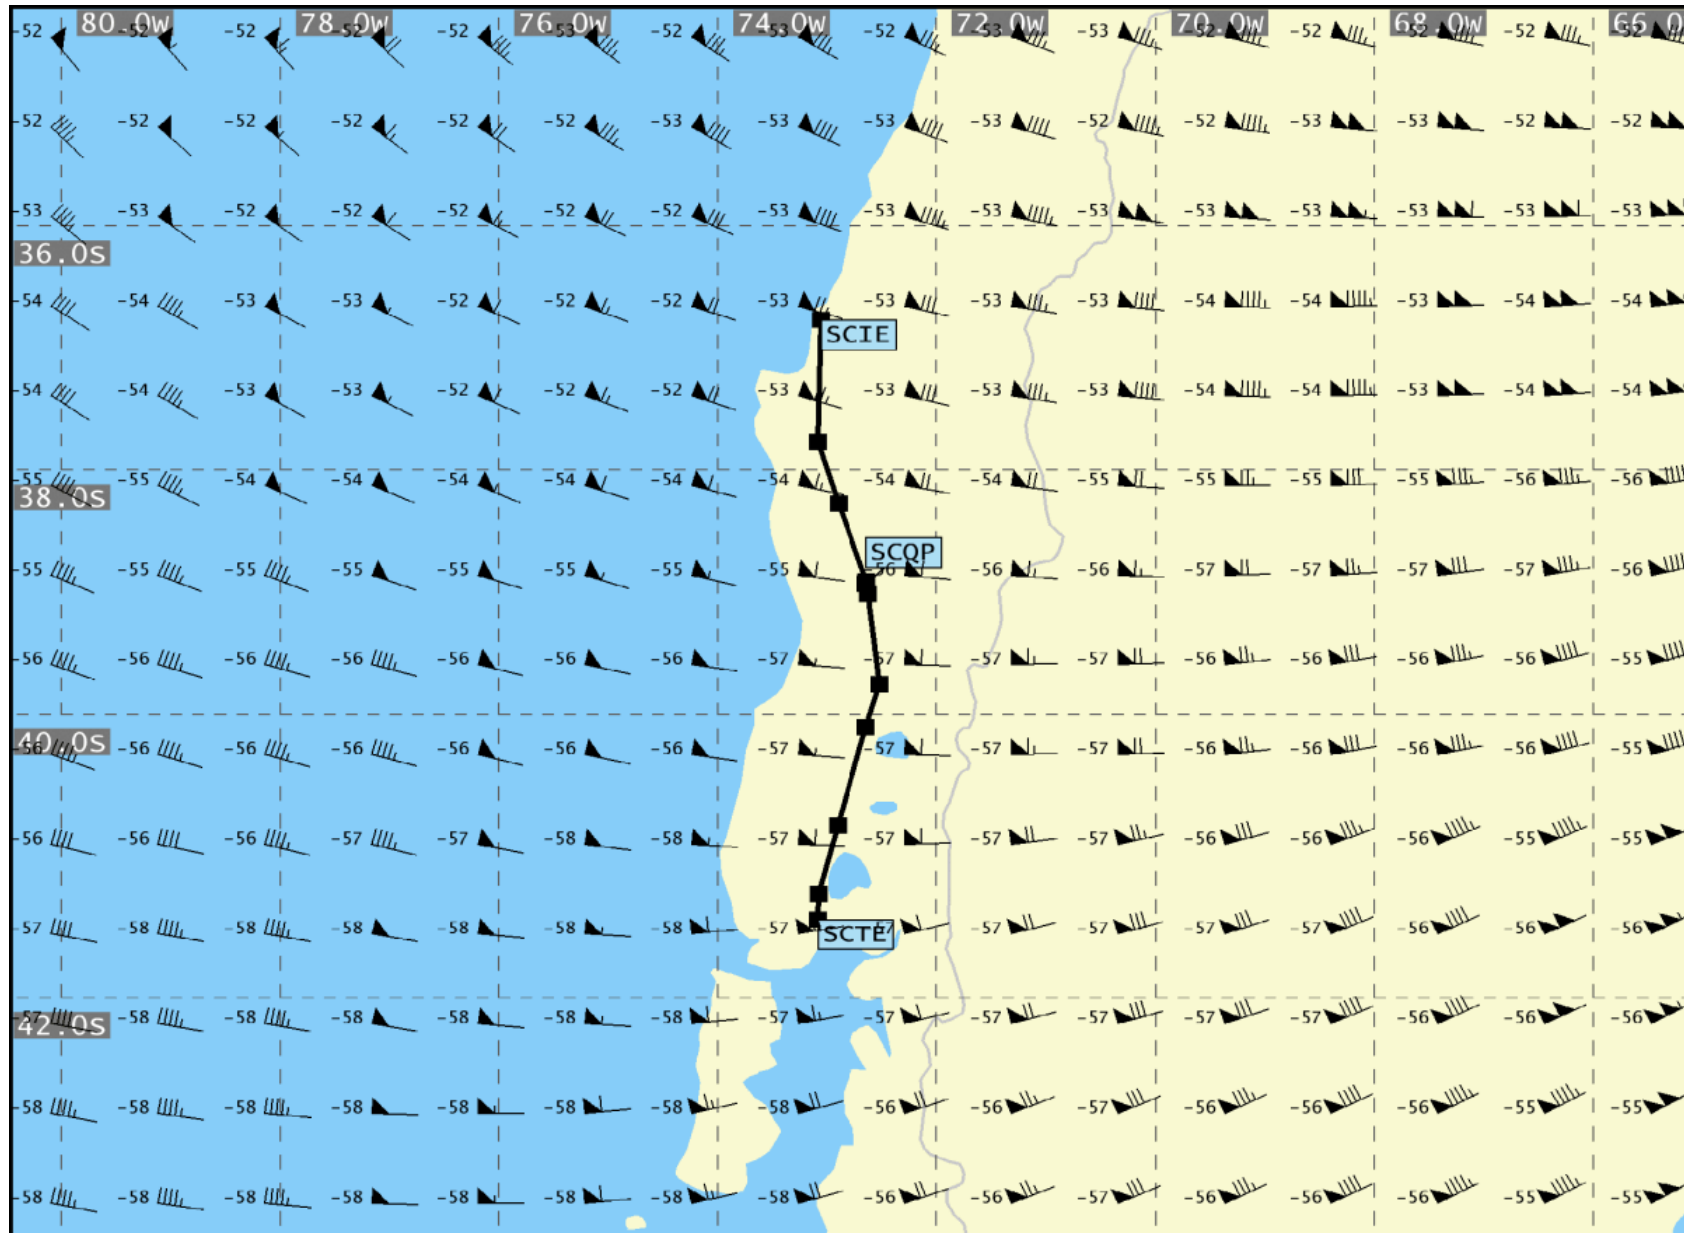 80.0W 78.0W 76.0W 74.0W 72.0W 70.0W 68.0W 66.0
-52 -52 -52 -52 -52 -53 -52 -53 -52 -53 -53 -52 -52 -52 -52 -52
-52 -52 -52 -52 -52 -52 -53 -53 -53 -53 -52 -52 -53 -53 -52 -52
-53 -53 -52 -52 -52 -52 -52 -53 -53 -53 -53 -53 -53 -53 -53 -53
36.0S
-54 -54 -53 -53 -52 -52 -52 -53 -53 -53 -53 -54 -54 -53 -54 -54
SCIE
-54 -54 -53 -53 -52 -52 -52 -53 -53 -53 -53 -54 -54 -53 -54 -54
-55 -55 -54 -54 -54 -54 -54 -54 -54 -54 -55 -55 -55 -55 -56 -56
38.0S
SCQP
-55 -55 -55 -55 -55 -55 -55 -55 -56 -56 -56 -57 -56 -57 -57 -56
-56 -56 -56 -56 -56 -56 -56 -57 -57 -57 -57 -56 -56 -56 -56 -55
40.0S
-56 -56 -56 -56 -56 -56 -56 -57 -57 -57 -57 -56 -56 -56 -56 -55
-56 -56 -56 -57 -57 -58 -58 -57 -57 -57 -57 -56 -56 -56 -55 -55
-57 -58 -58 -58 -58 -58 -58 -57 -57 -57 -57 -57 -57 -56 -56 -56
SCTE
-57 -58 -58 -58 -58 -58 -58 -57 -57 -57 -57 -57 -57 -56 -56 -56
42.0S
-58 -58 -58 -58 -58 -58 -58 -58 -56 -56 -57 -56 -56 -56 -55 -55
-58 -58 -58 -58 -58 -58 -58 -58 -56 -56 -57 -56 -56 -56 -55 -55